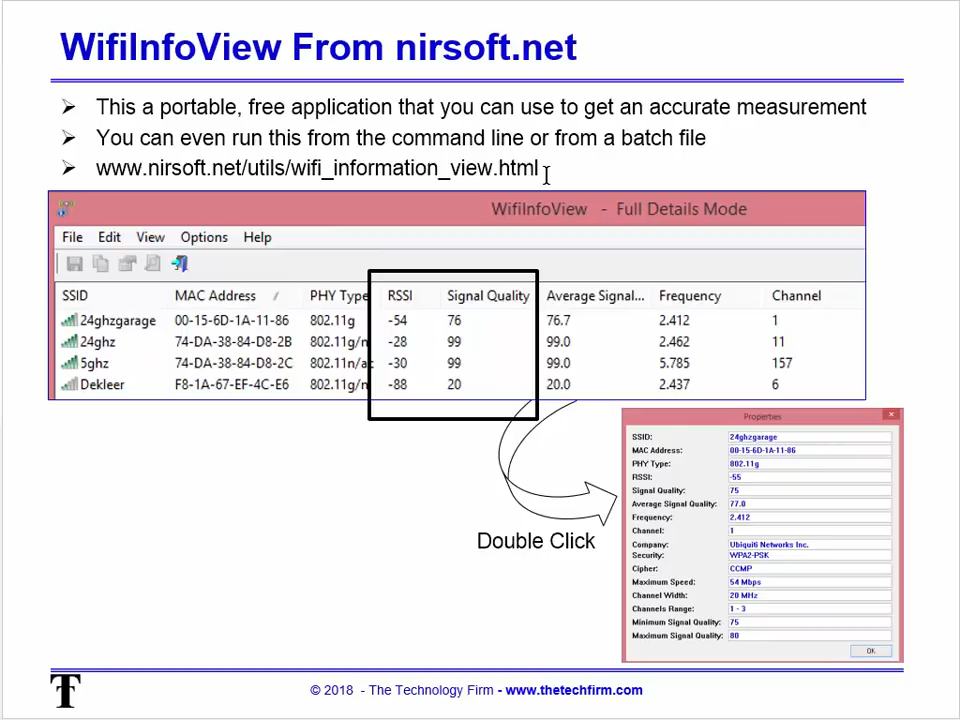 WifiInfoView From nirsoft.net
This a portable, free application that you can use to get an accurate measurement
You can even run this from the command line or from a batch file
www.nirsoft.net/utils/wifi_information_view.html
WifiInfoView - Full Details Mode
File Edit View Options Help
SSID MAC Address / PHY Type RSSI Signal Quality Average Signal... Frequency Channel
24ghzgarage 00-15-6D-1A-11-86 802.11g -54 76 76.7 2.412 1
24ghz 74-DA-38-84-D8-2B 802.11g/n -28 99 99.0 2.462 11
5ghz 74-DA-38-84-D8-2C 802.11n/ac -30 99 99.0 5.785 157
Dekleer F8-1A-67-EF-4C-E6 802.11g/n -88 20 20.0 2.437 6
Double Click
Properties
SSID: 24ghzgarage
MAC Address: 00-15-6D-1A-11-86
PHY Type: 802.11g
RSSI: -55
Signal Quality: 75
Average Signal Quality: 77.0
Frequency: 2.412
Channel: 1
Company: Ubiquiti Networks Inc.
Security: WPA2-PSK
Cipher: CCMP
Maximum Speed: 54 Mbps
Channel Width: 20 MHz
Channels Range: 1 - 3
Minimum Signal Quality: 75
Maximum Signal Quality: 80
OK
T
© 2018 - The Technology Firm - www.thetechfirm.com